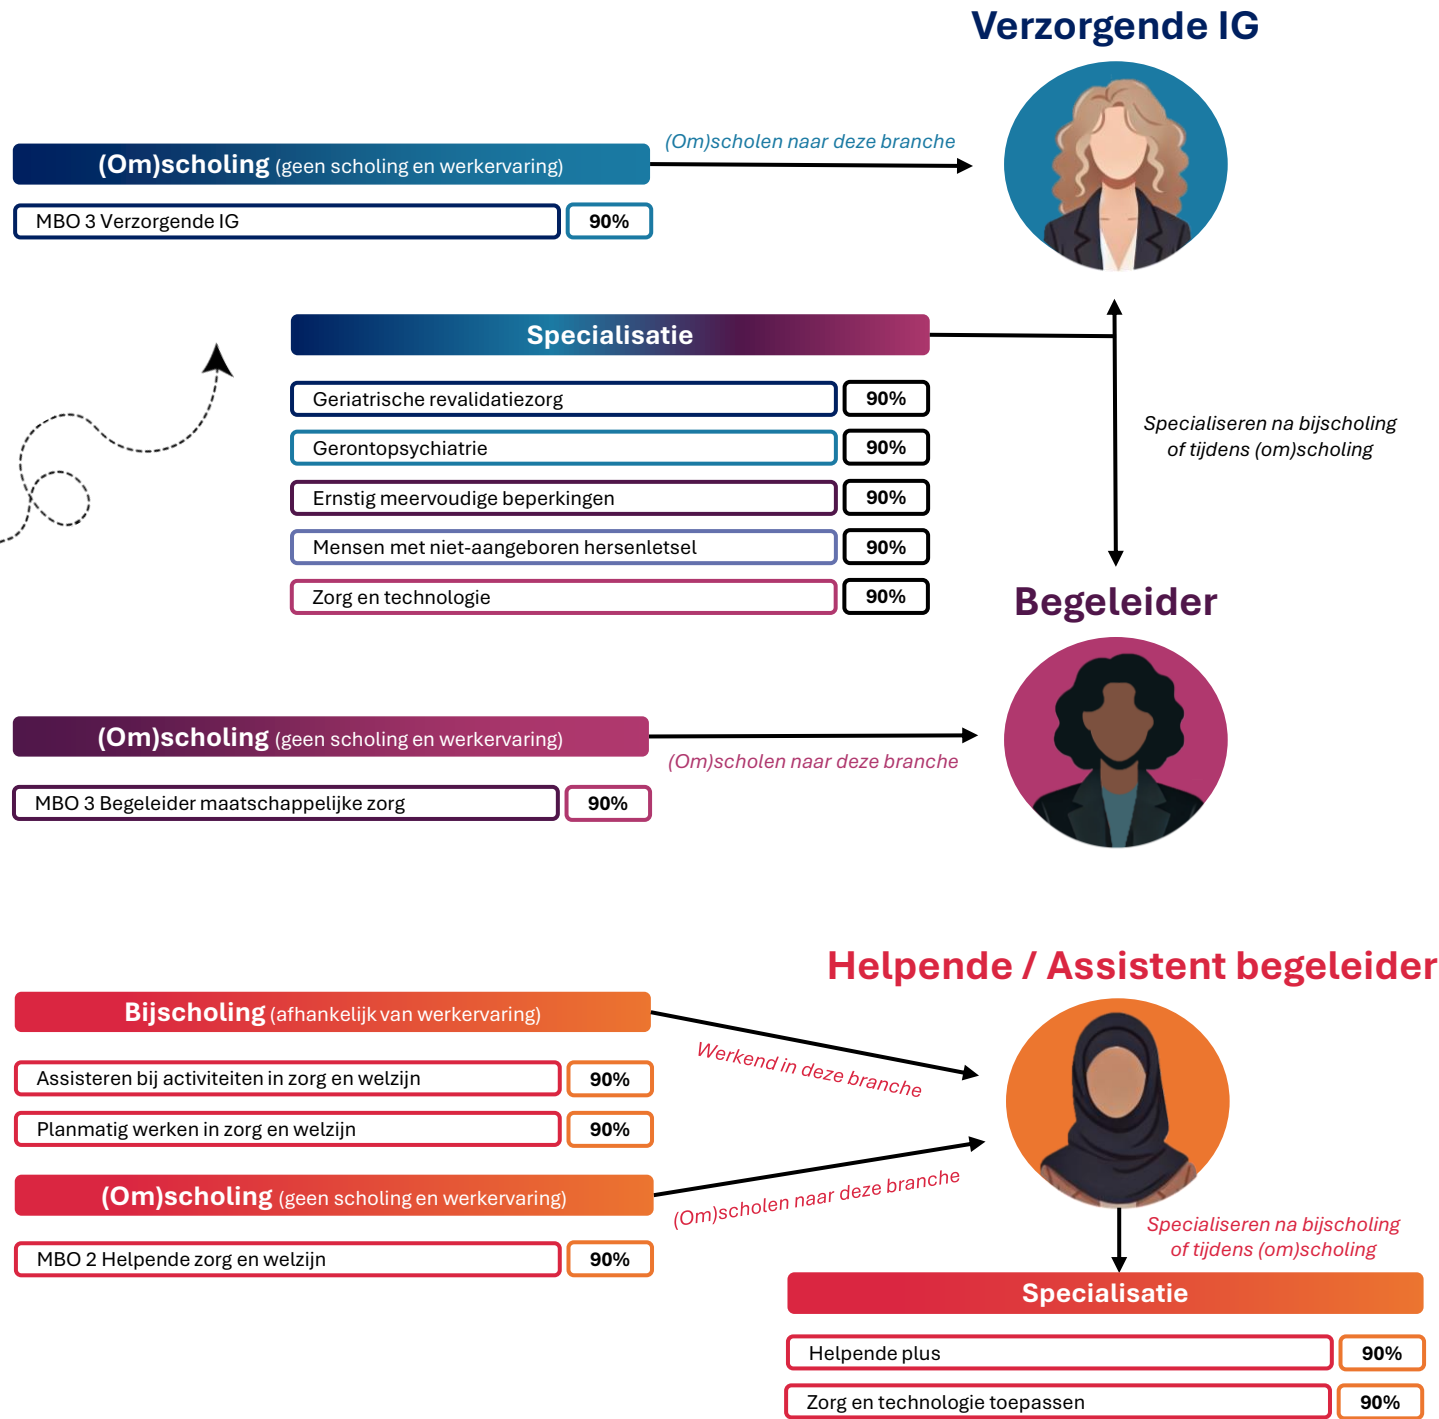 Verzorgende IG
(Om)scholing (geen scholing en werkervaring)
(Om)scholen naar deze branche
MBO 3 Verzorgende IG 90%
Specialisatie
Geriatrische revalidatiezorg 90%
Gerontopsychiatrie 90%
Ernstig meervoudige beperkingen 90%
Mensen met niet-aangeboren hersenletsel 90%
Zorg en technologie 90%
Specialiseren na bijscholing
of tijdens (om)scholing
Begeleider
(Om)scholing (geen scholing en werkervaring)
(Om)scholen naar deze branche
MBO 3 Begeleider maatschappelijke zorg 90%
Helpende / Assistent begeleider
Bijscholing (afhankelijk van werkervaring)
Werkend in deze branche
Assisteren bij activiteiten in zorg en welzijn 90%
Planmatig werken in zorg en welzijn 90%
(Om)scholing (geen scholing en werkervaring)
(Om)scholen naar deze branche
MBO 2 Helpende zorg en welzijn 90%
Specialiseren na bijscholing
of tijdens (om)scholing
Specialisatie
Helpende plus 90%
Zorg en technologie toepassen 90%